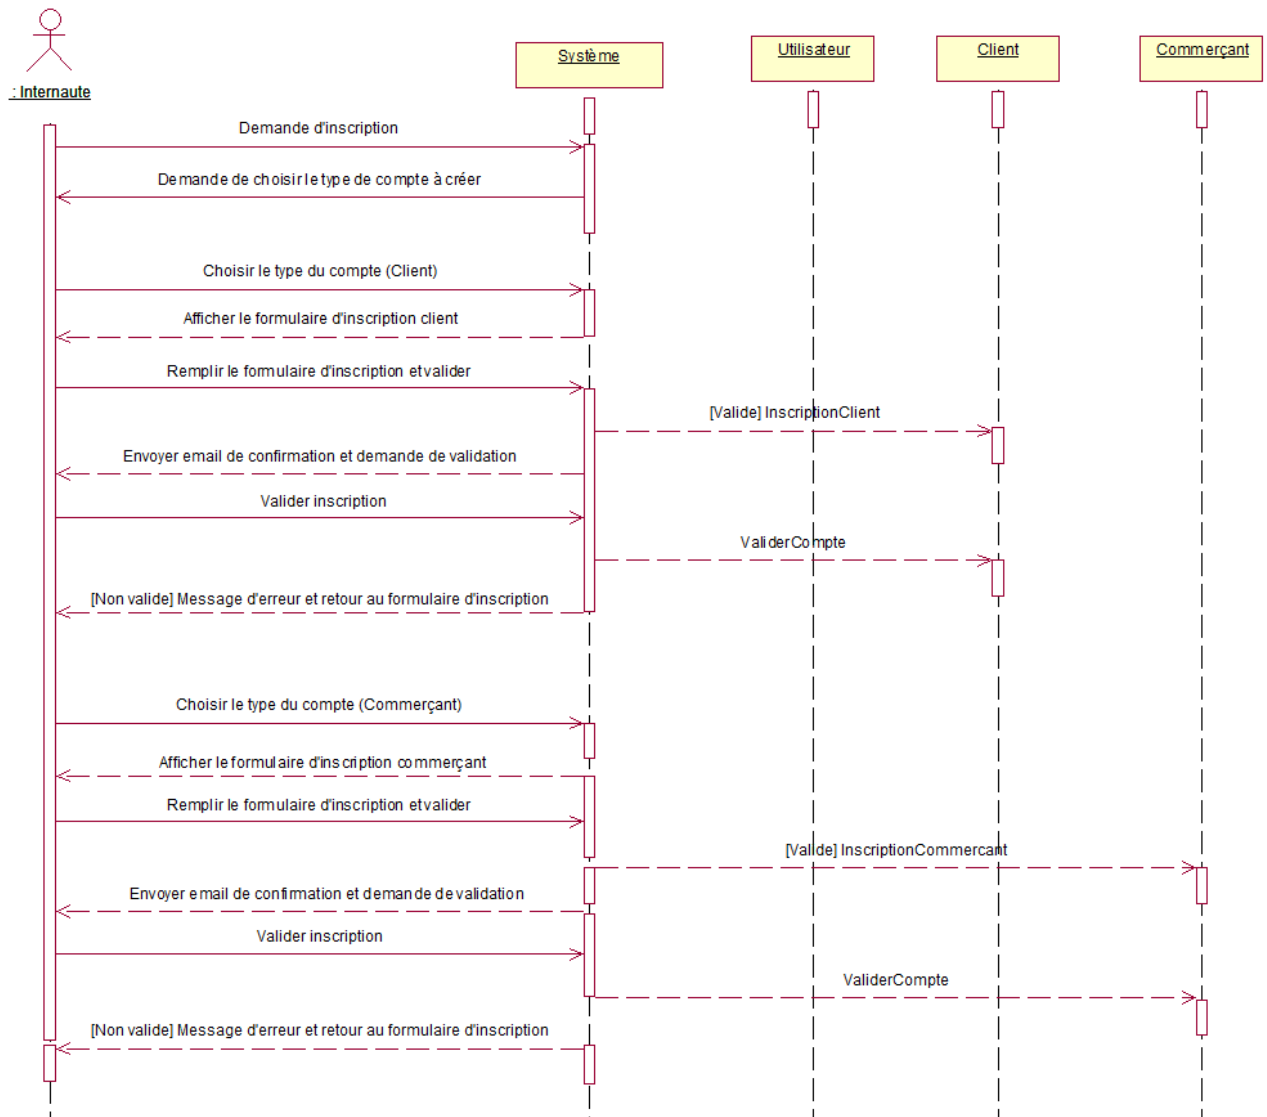 : Internaute
Système
Utilisateur
Client
Commerçant
Demande d'inscription
Demande de choisir le type de compte à créer
Choisir le type du compte (Client)
Afficher le formulaire d'inscription client
Remplir le formulaire d'inscription et valider
[Valide] InscriptionClient
Envoyer email de confirmation et demande de validation
Valider inscription
ValiderCompte
[Non valide] Message d'erreur et retour au formulaire d'inscription
Choisir le type du compte (Commerçant)
Afficher le formulaire d'inscription commerçant
Remplir le formulaire d'inscription et valider
[Valide] InscriptionCommercant
Envoyer email de confirmation et demande de validation
Valider inscription
ValiderCompte
[Non valide] Message d'erreur et retour au formulaire d'inscription